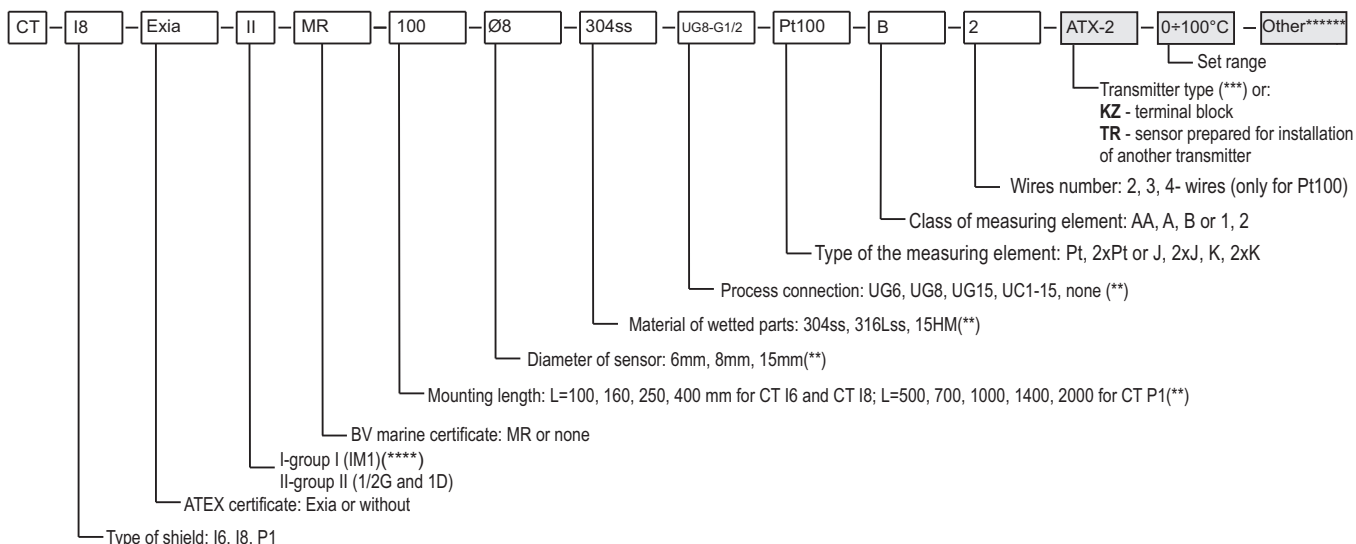 CT – I8 – Exia – II – MR – 100 – Ø8 – 304ss – UG8-G1/2 – Pt100 – B – 2 – ATX-2 – 0÷100°C – Other******
Set range
Transmitter type (***) or:
KZ - terminal block
TR - sensor prepared for installation
of another transmitter
Wires number: 2, 3, 4- wires (only for Pt100)
Class of measuring element: AA, A, B or 1, 2
Type of the measuring element: Pt, 2xPt or J, 2xJ, K, 2xK
Process connection: UG6, UG8, UG15, UC1-15, none (**)
Material of wetted parts: 304ss, 316Lss, 15HM(**)
Diameter of sensor: 6mm, 8mm, 15mm(**)
Mounting length: L=100, 160, 250, 400 mm for CT I6 and CT I8; L=500, 700, 1000, 1400, 2000 for CT P1(**)
BV marine certificate: MR or none
I-group I (IM1)(****)
II-group II (1/2G and 1D)
ATEX certificate: Exia or without
Type of shield: I6, I8, P1